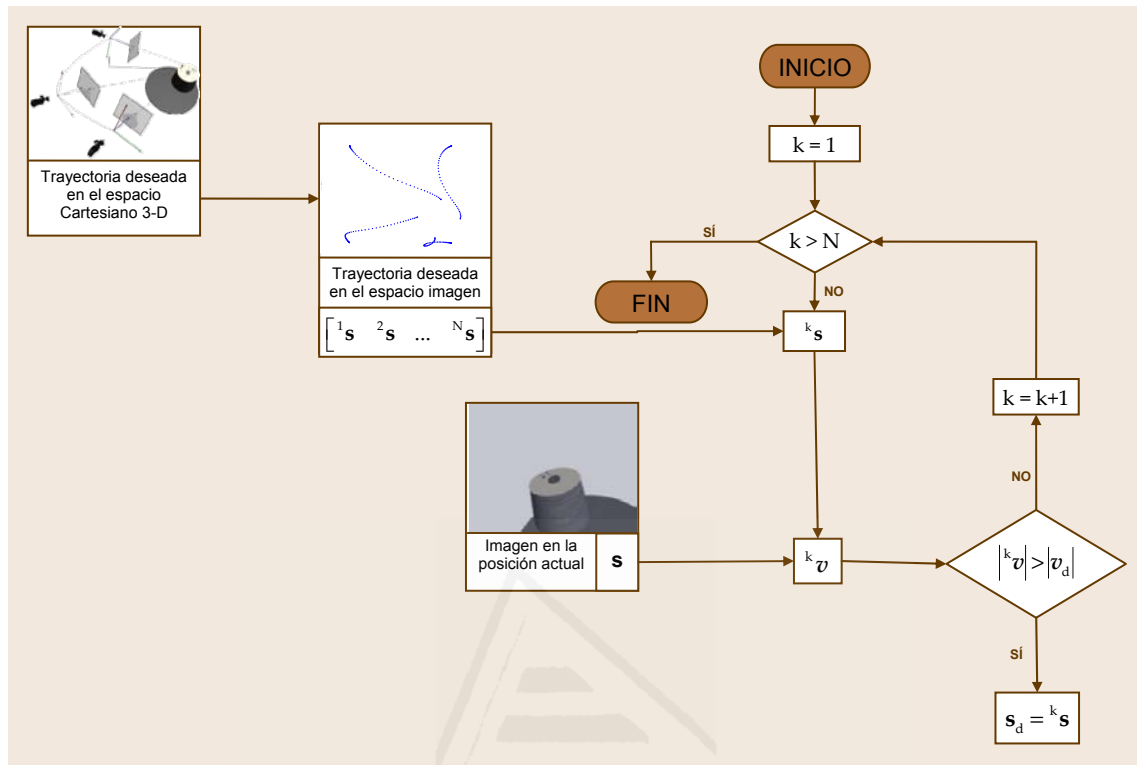 Trayectoria deseada
en el espacio
Cartesiano 3-D
Trayectoria deseada
en el espacio imagen
[ ¹s ²s ... ᴺs ]
Imagen en la
posición actual
s
INICIO
k = 1
k > N
SÍ
FIN
NO
ᵏs
ᵏv
|ᵏv|>|v_d|
NO
k = k+1
SÍ
s_d = ᵏs